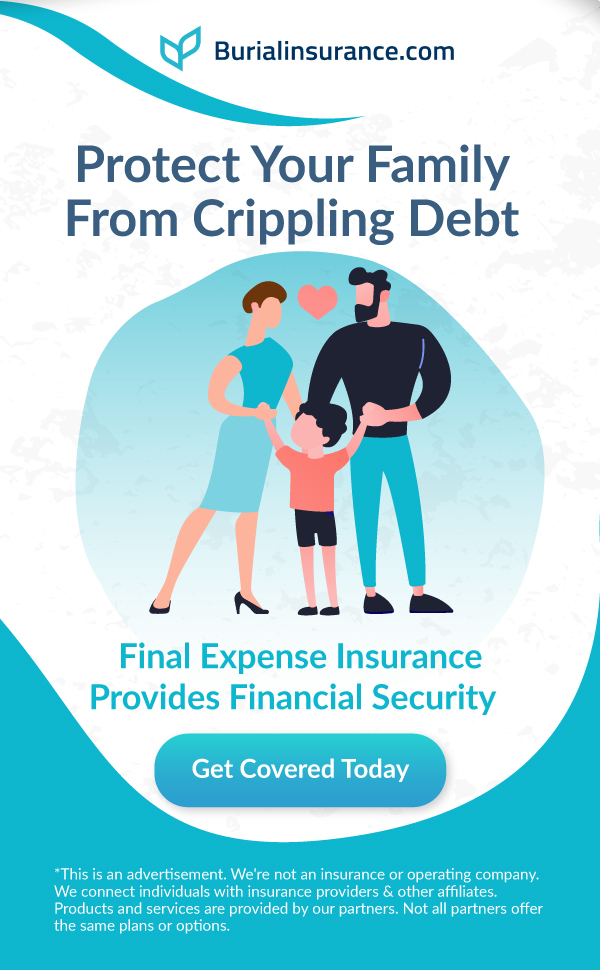 Burialinsurance.com
Protect Your Family
From Crippling Debt
Final Expense Insurance
Provides Financial Security
Get Covered Today
*This is an advertisement. We're not an insurance or operating company.
We connect individuals with insurance providers & other affiliates.
Products and services are provided by our partners. Not all partners offer
the same plans or options.